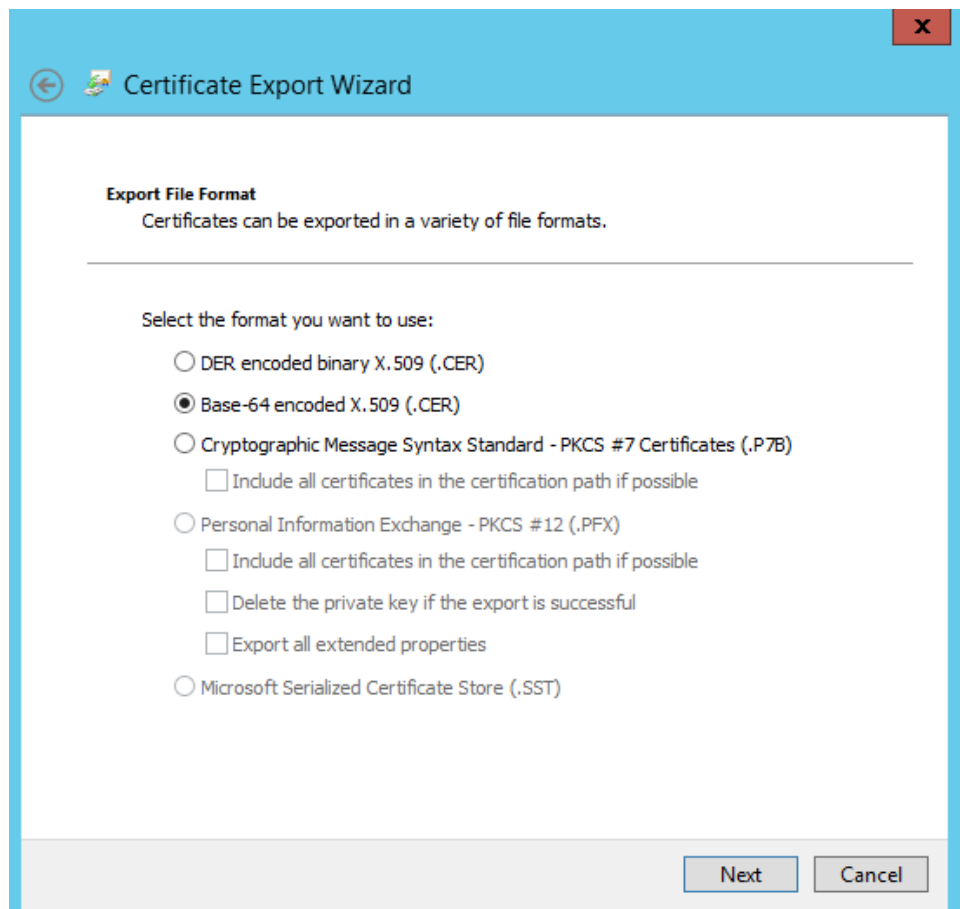 x
Certificate Export Wizard
Export File Format
Certificates can be exported in a variety of file formats.
Select the format you want to use:
DER encoded binary X.509 (.CER)
Base-64 encoded X.509 (.CER)
Cryptographic Message Syntax Standard - PKCS #7 Certificates (.P7B)
Include all certificates in the certification path if possible
Personal Information Exchange - PKCS #12 (.PFX)
Include all certificates in the certification path if possible
Delete the private key if the export is successful
Export all extended properties
Microsoft Serialized Certificate Store (.SST)
Next Cancel